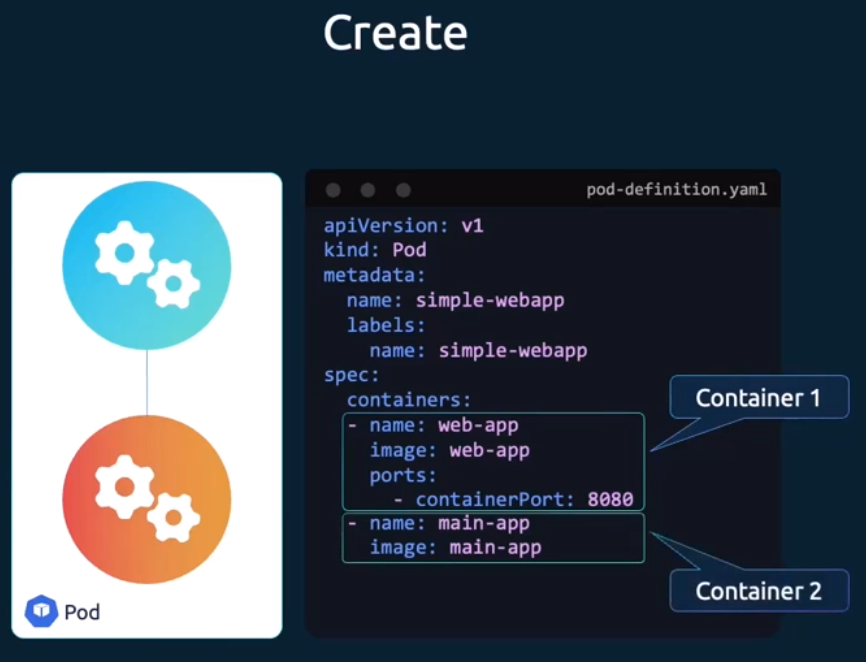 Create
pod-definition.yaml
apiVersion: v1
kind: Pod
metadata:
  name: simple-webapp
  labels:
    name: simple-webapp
spec:
  containers:
  - name: web-app
    image: web-app
    ports:
      - containerPort: 8080
  - name: main-app
    image: main-app
Container 1
Container 2
Pod